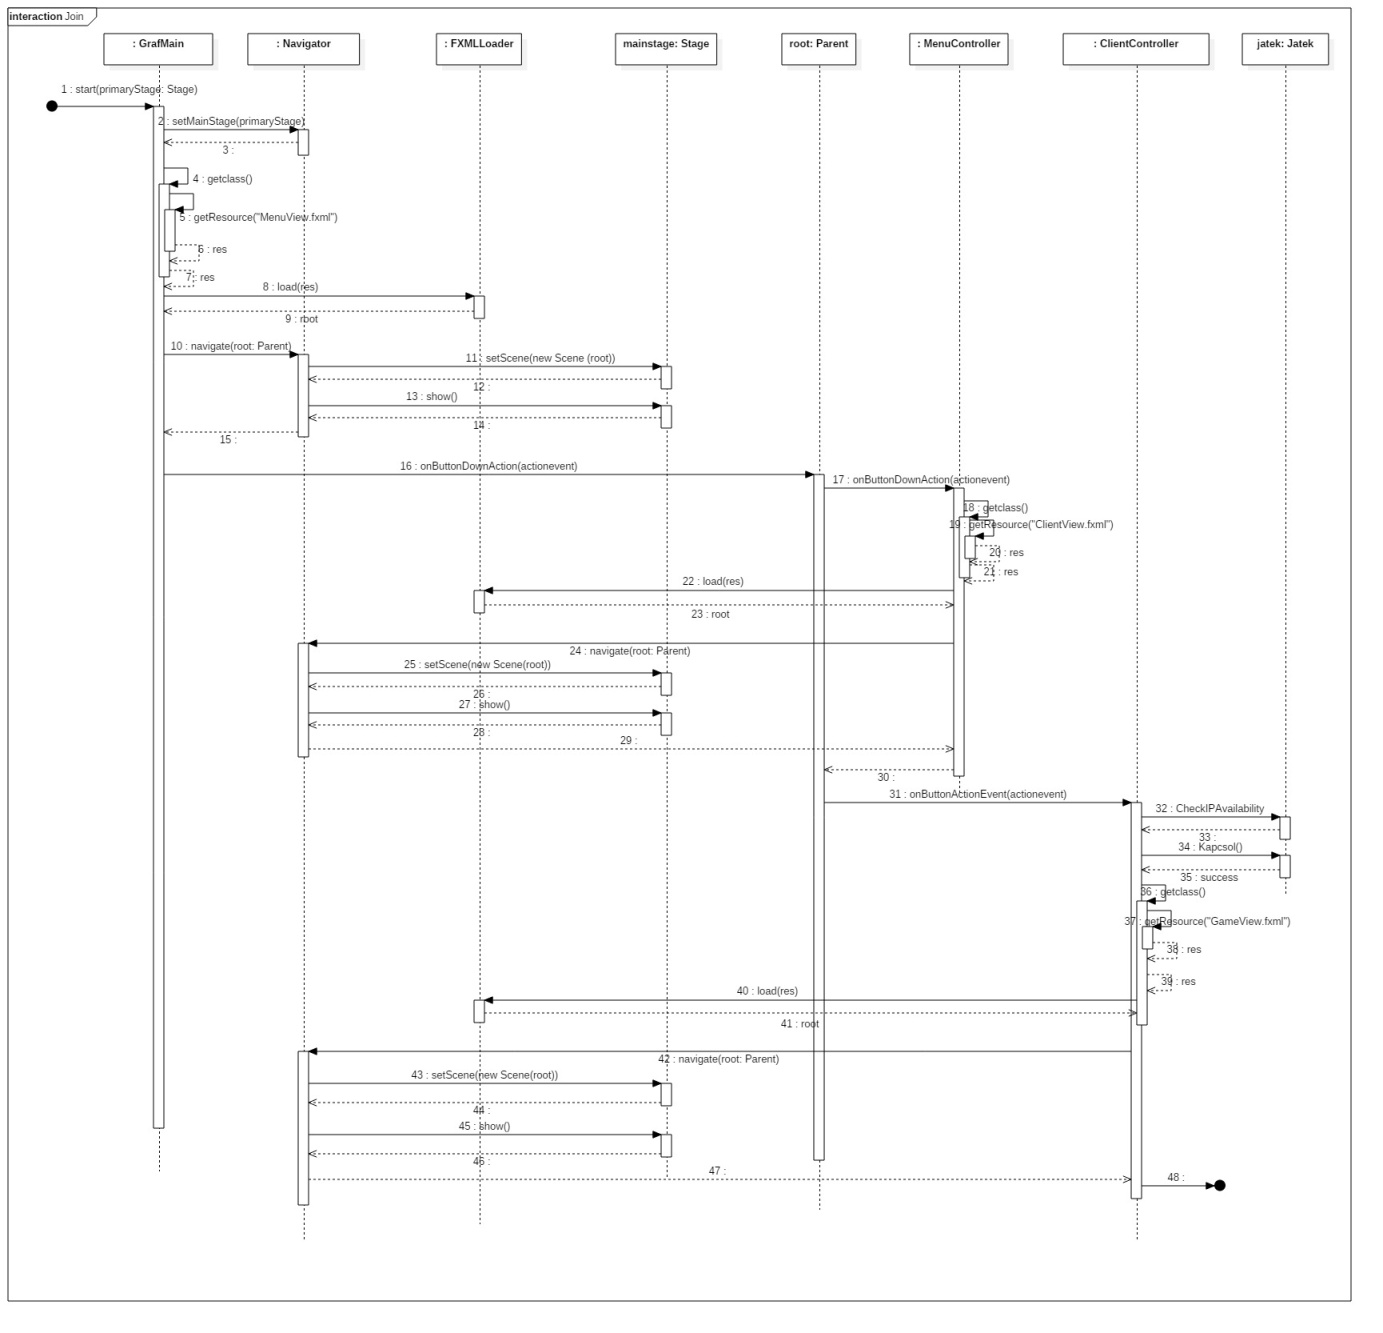 interaction Join
: GrafMain
: Navigator
: FXMLLoader
mainstage: Stage
root: Parent
: MenuController
: ClientController
jatek: Jatek
1 : start(primaryStage: Stage)
2 : setMainStage(primaryStage)
3 :
4 : getclass()
5 : getResource("MenuView.fxml")
6 : res
7 : res
8 : load(res)
9 : root
10 : navigate(root: Parent)
11 : setScene(new Scene (root))
12 :
13 : show()
14 :
15 :
16 : onButtonDownAction(actionevent)
17 : onButtonDownAction(actionevent)
18 : getclass()
19 : getResource("ClientView.fxml")
20 : res
21 : res
22 : load(res)
23 : root
24 : navigate(root: Parent)
25 : setScene(new Scene(root))
26 :
27 : show()
28 :
29 :
30 :
31 : onButtonActionEvent(actionevent)
32 : CheckIPAvailability
33 :
34 : Kapcsol()
35 : success
36 : getclass()
37 : getResource("GameView.fxml")
38 : res
39 : res
40 : load(res)
41 : root
42 : navigate(root: Parent)
43 : setScene(new Scene(root))
44 :
45 : show()
46 :
47 :
48 :